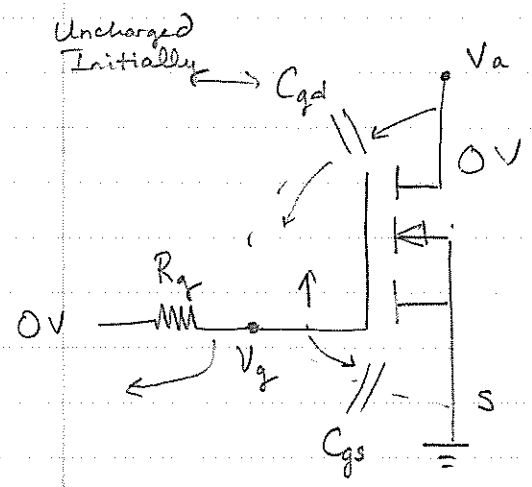 Uncharged
Initially
Cgd
Va
0V
Rg
0V
Vg
S
Cgs